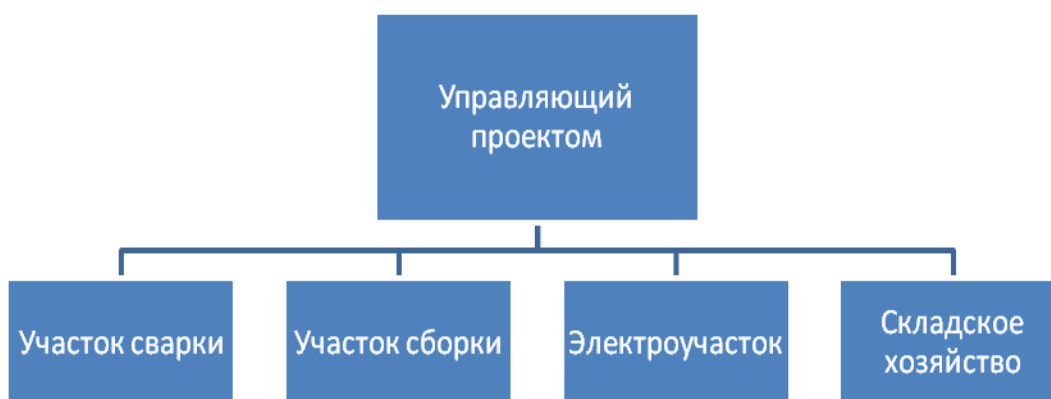 Управляющий
проектом
Участок сварки
Участок сборки
Электроучасток
Складское
хозяйство